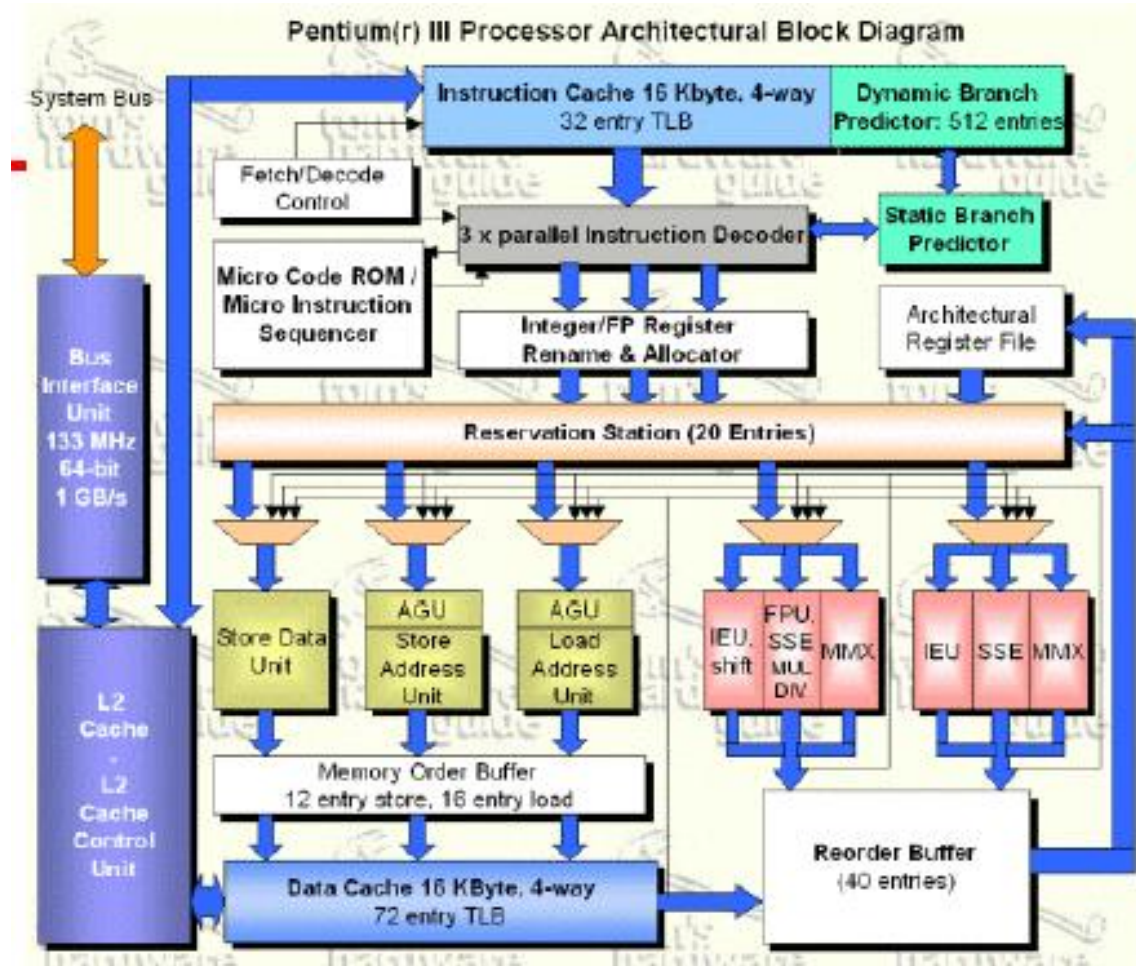 Pentium(r) III Processor Architectural Block Diagram
System Bus
Instruction Cache 16 Kbyte, 4-way
32 entry TLB
Dynamic Branch
Predictor: 512 entries
Fetch/Decode
Control
3 x parallel Instruction Decoder
Static Branch
Predictor
Micro Code ROM /
Micro Instruction
Sequencer
Integer/FP Register
Rename & Allocator
Architectural
Register File
Bus
Interface
Unit
133 MHz
64-bit
1 GB/s
Reservation Station (20 Entries)
Store Data
Unit
AGU
Store
Address
Unit
AGU
Load
Address
Unit
IEU,
shift
FPU,
SSE
MUL
DIV
MMX
IEU
SSE
MMX
L2
Cache
-
L2
Cache
Control
Unit
Memory Order Buffer
12 entry store, 16 entry load
Data Cache 16 KByte, 4-way
72 entry TLB
Reorder Buffer
(40 entries)
tom's
hardware
guide